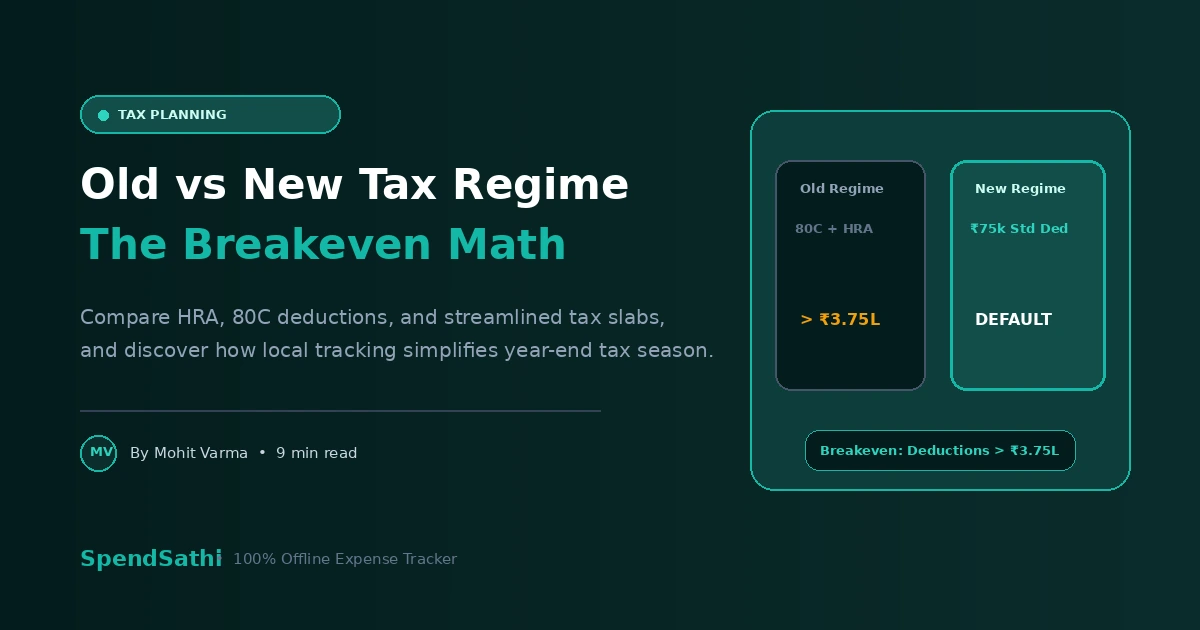 TAX PLANNING
Old vs New Tax Regime
The Breakeven Math
Compare HRA, 80C deductions, and streamlined tax slabs,
and discover how local tracking simplifies year-end tax season.
MV
By Mohit Varma • 9 min read
SpendSathi
100% Offline Expense Tracker
Old Regime
80C + HRA
> ₹3.75L
New Regime
₹75k Std Ded
DEFAULT
Breakeven: Deductions > ₹3.75L